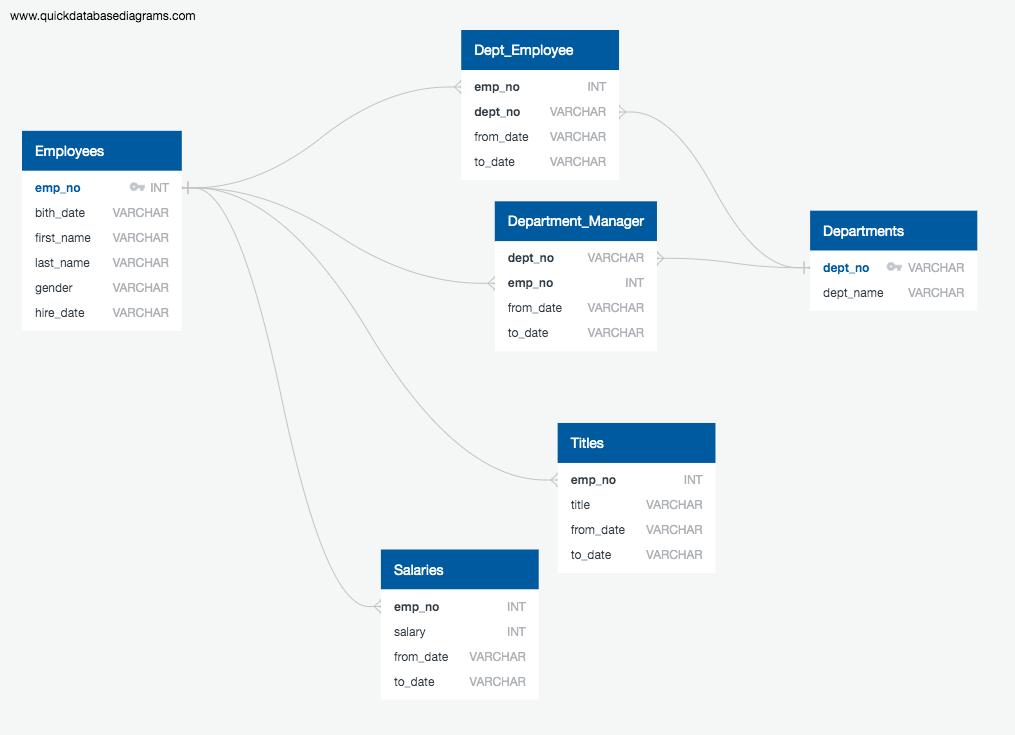 www.quickdatabasediagrams.com
Dept_Employee
emp_no INT
dept_no VARCHAR
from_date VARCHAR
to_date VARCHAR
Employees
emp_no INT
bith_date VARCHAR
first_name VARCHAR
last_name VARCHAR
gender VARCHAR
hire_date VARCHAR
Department_Manager
dept_no VARCHAR
emp_no INT
from_date VARCHAR
to_date VARCHAR
Departments
dept_no VARCHAR
dept_name VARCHAR
Titles
emp_no INT
title VARCHAR
from_date VARCHAR
to_date VARCHAR
Salaries
emp_no INT
salary INT
from_date VARCHAR
to_date VARCHAR